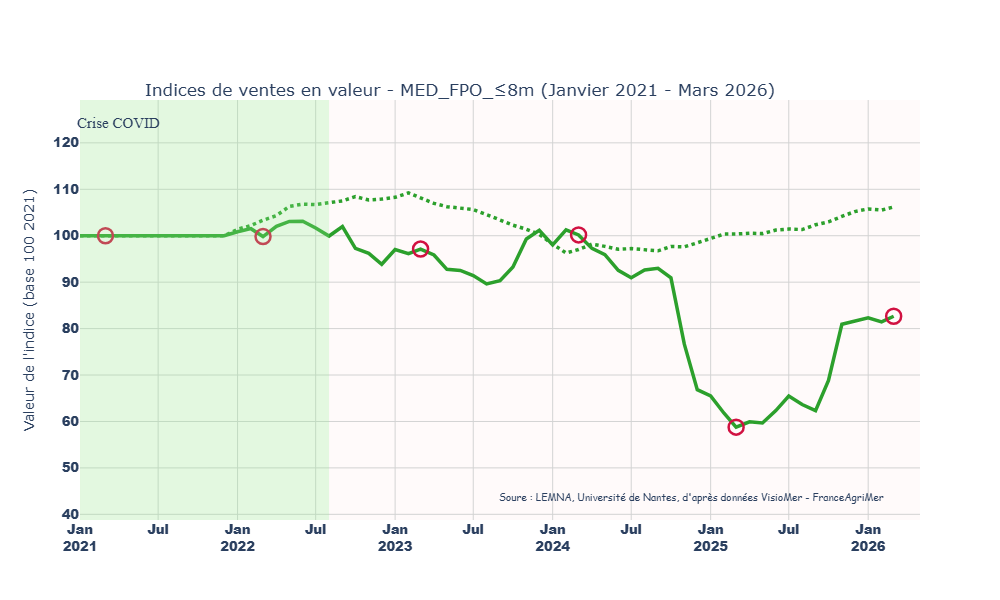 Indices de ventes en valeur - MED_FPO_≤8m (Janvier 2021 - Mars 2026)
Crise COVID
Valeur de l'indice (base 100 2021)
120
110
100
90
80
70
60
50
40
Soure : LEMNA, Université de Nantes, d'après données VisioMer - FranceAgriMer
Jan Jul Jan Jul Jan Jul Jan Jul Jan Jul Jan
2021 2022 2023 2024 2025 2026